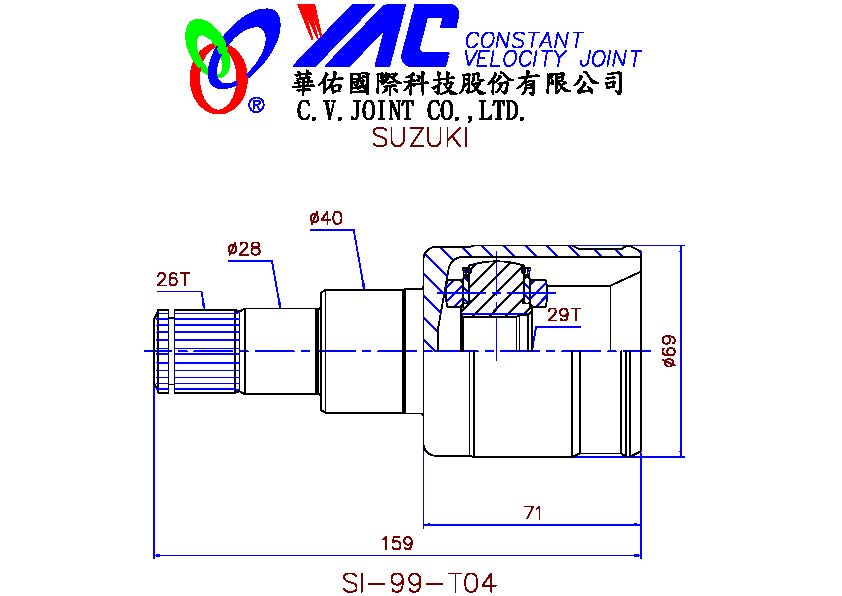 YAC CONSTANT
VELOCITY JOINT
®
華佑國際科技股份有限公司
C.V.JOINT CO.,LTD.
SUZUKI
ø40
ø28
26T
29T
ø69
71
159
SI-99-T04